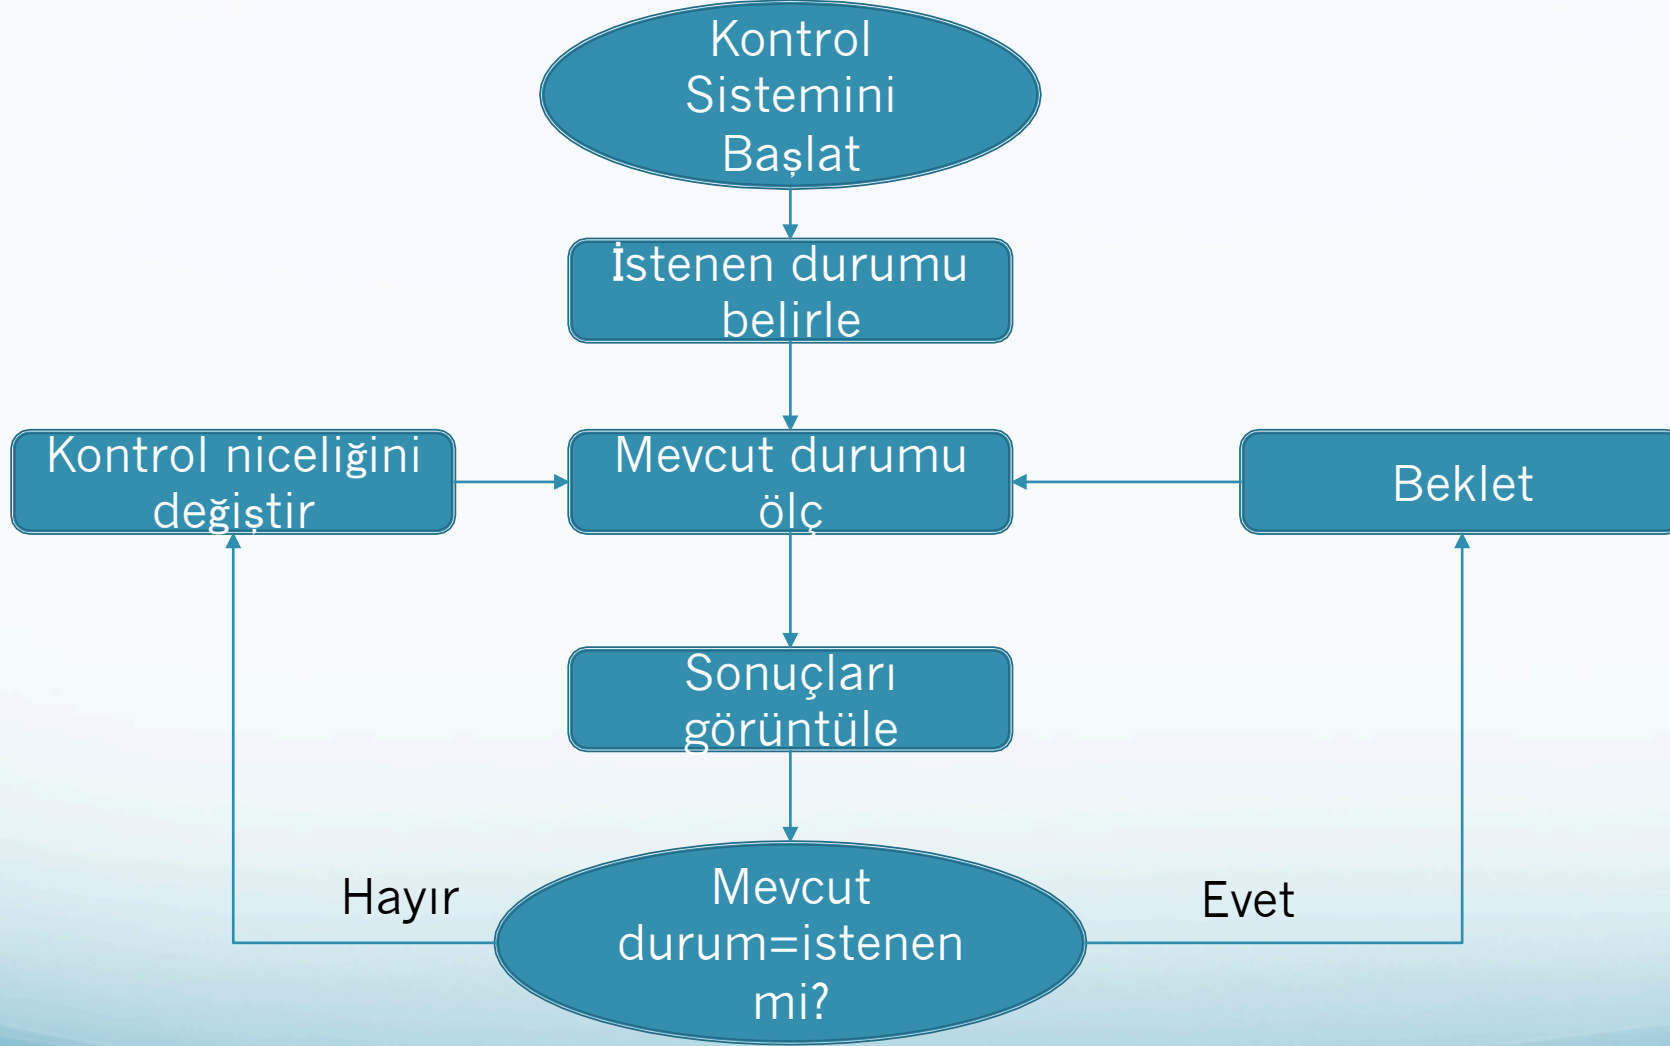 Kontrol
Sistemini
Başlat
İstenen durumu
belirle
Kontrol niceliğini
değiştir
Mevcut durumu
ölç
Beklet
Sonuçları
görüntüle
Hayır
Mevcut
durum=istenen
mi?
Evet